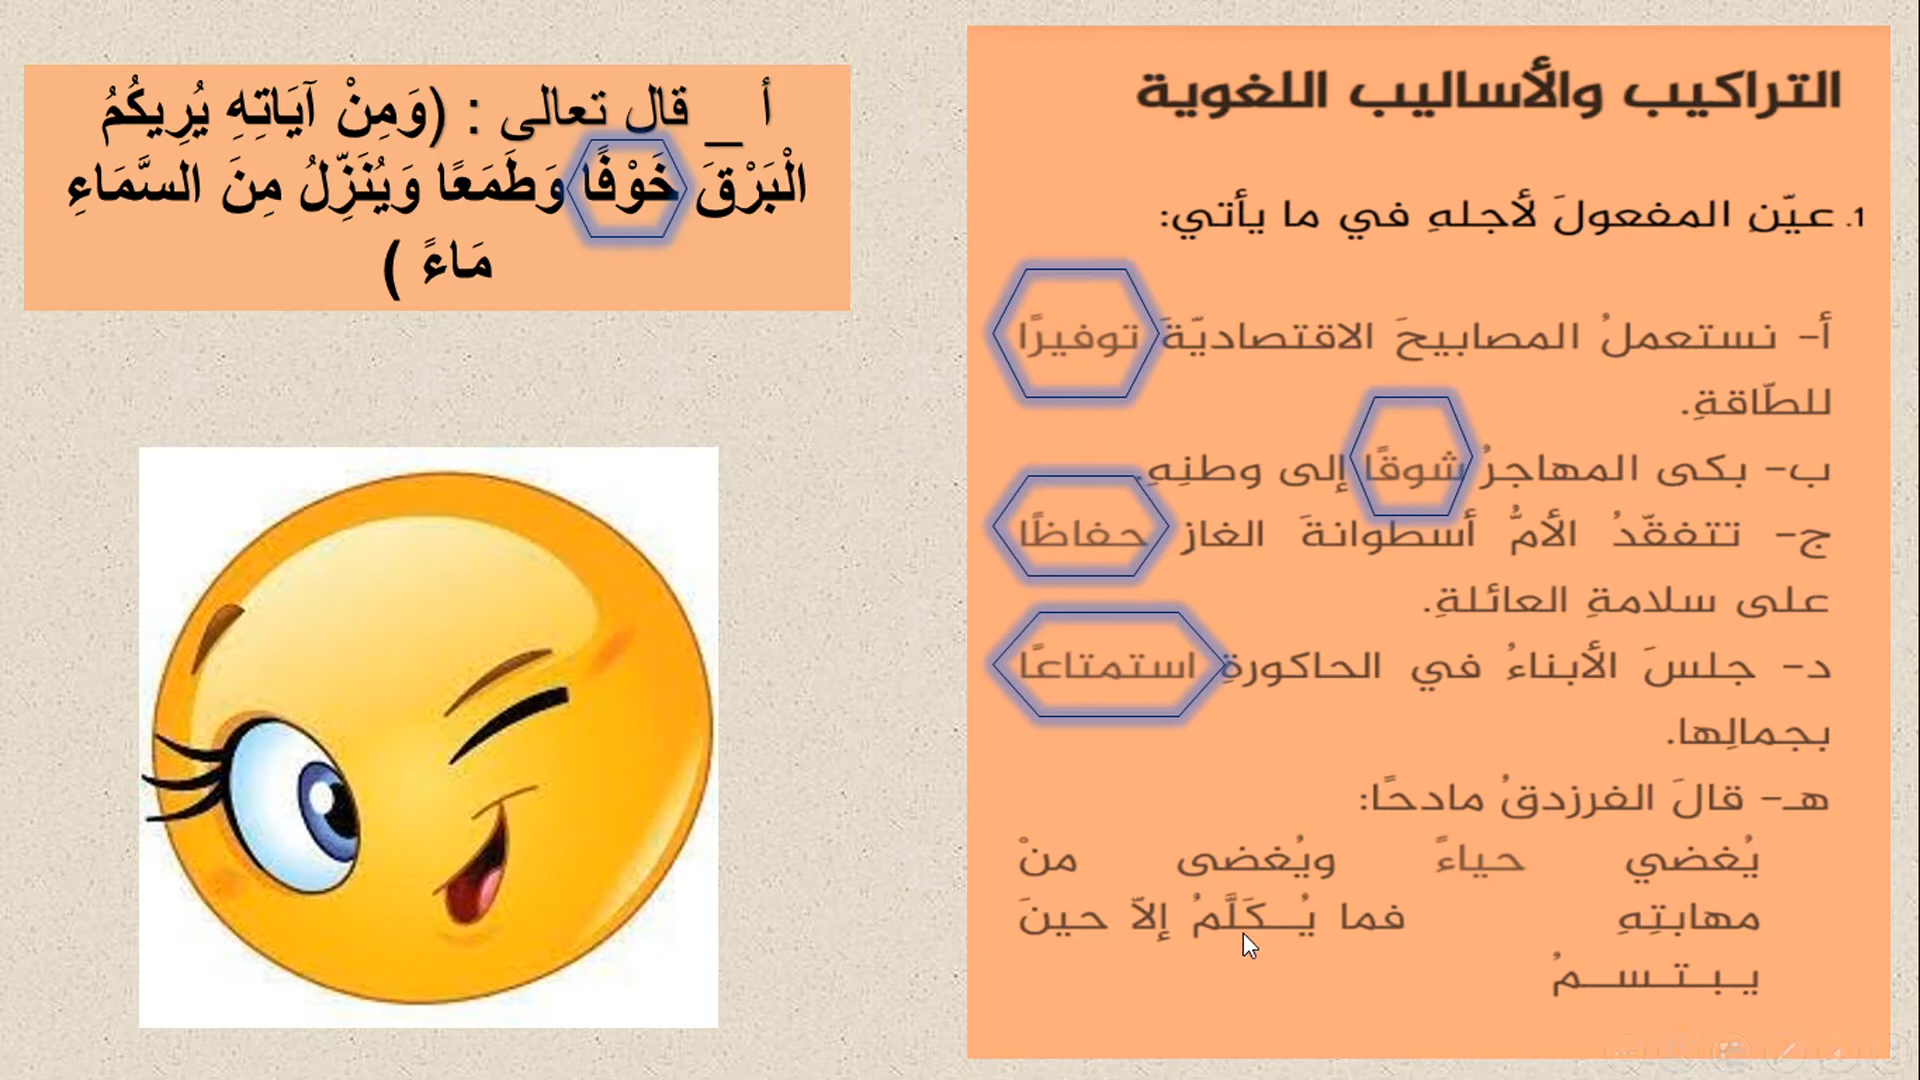 التراكيب والأساليب اللغوية
1. عيّنِ المفعولَ لأجلهِ في ما يأتي:
أ- نستعملُ المصابيحَ الاقتصاديّةَ توفيرًا
للطّاقةِ.
ب- بكى المهاجرُ شوقًا إلى وطنِهِ.
ج- تتفقّدُ الأمُّ أسطوانةَ الغاز حفاظًا
على سلامةِ العائلةِ.
د- جلسَ الأبناءُ في الحاكورةِ استمتاعًا
بجمالِها.
هـ- قالَ الفرزدقُ مادحًا:
يُغضي حياءً ويُغضى منْ
مهابتِهِ فما يُــكَلَّمُ إلاّ حينَ
يـبـتـسـمُ
أ _ قال تعالى : (وَمِنْ آيَاتِهِ يُرِيكُمُ
الْبَرْقَ خَوْفًا وَطَمَعًا وَيُنَزِّلُ مِنَ السَّمَاءِ
مَاءً )